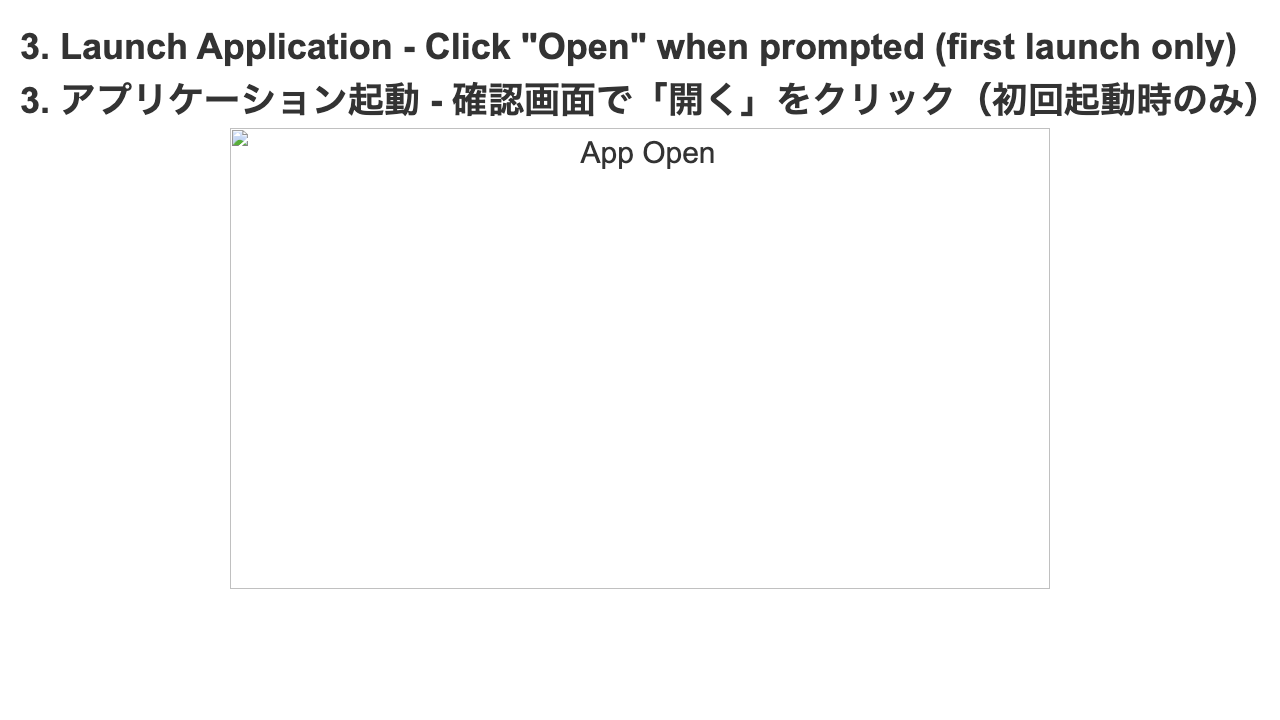 3. Launch Application - Click "Open" when prompted (first launch only)
3. アプリケーション起動 - 確認画面で「開く」をクリック（初回起動時のみ）
App Open